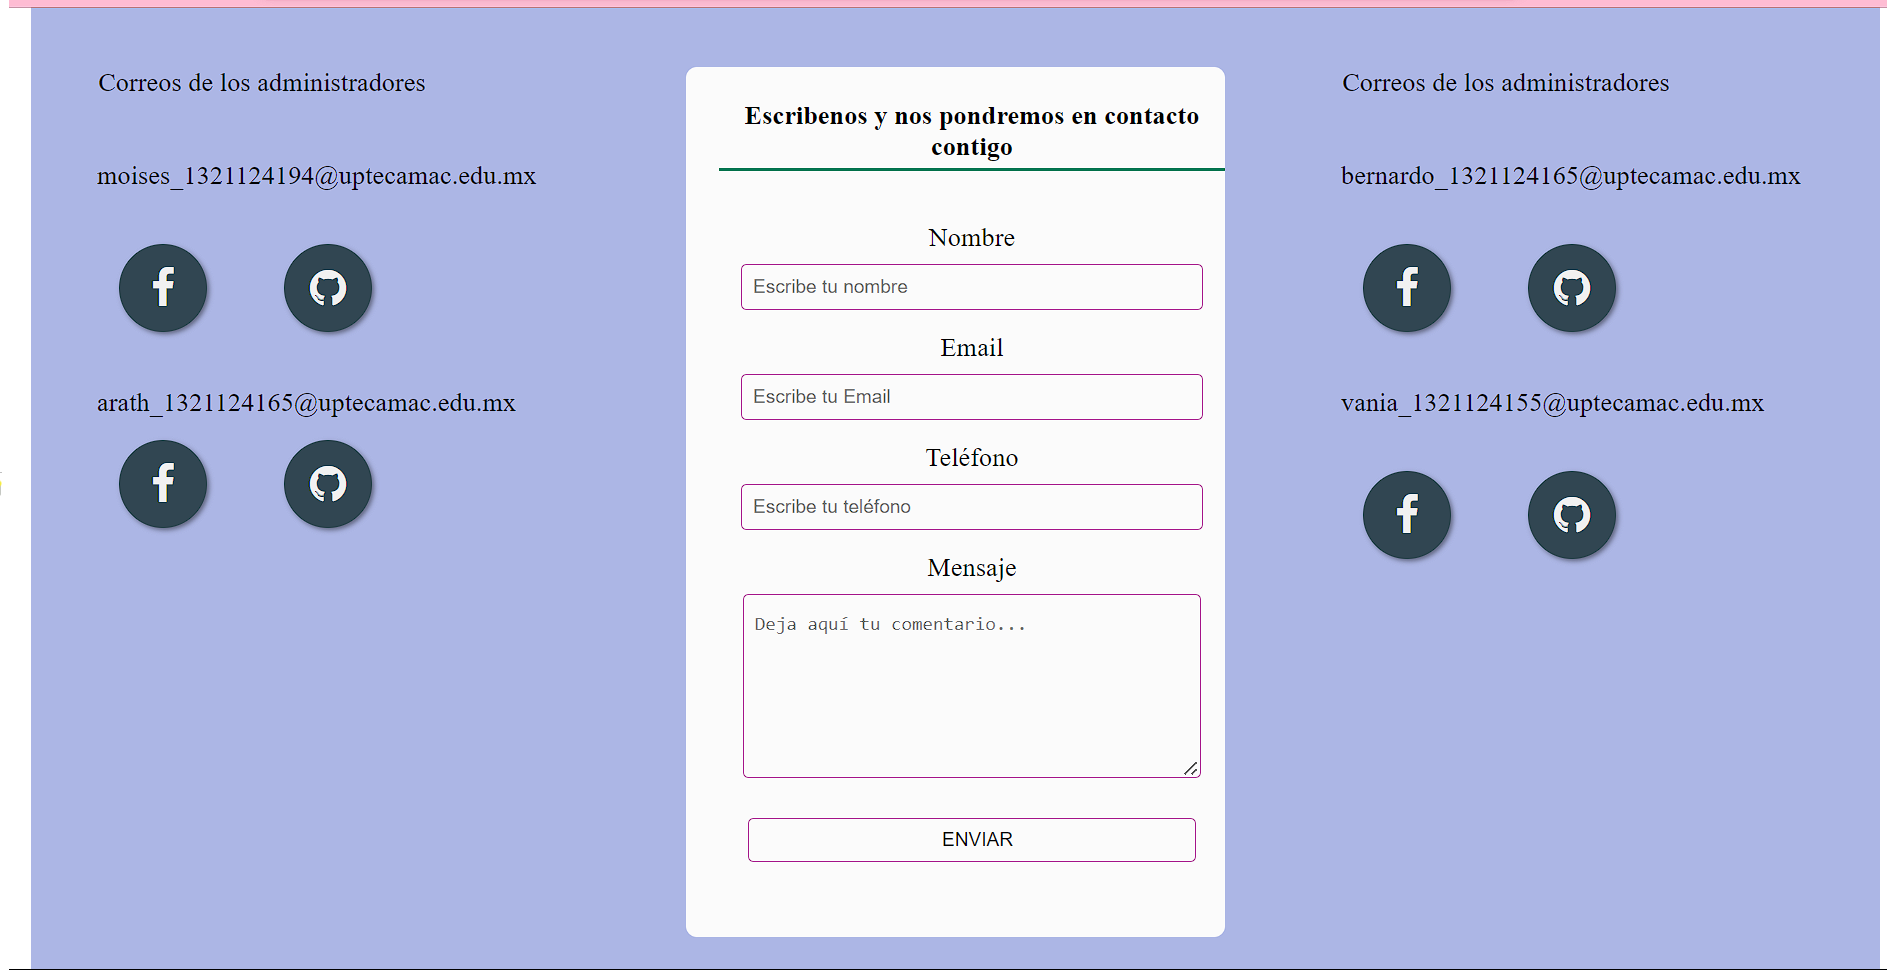 Correos de los administradores
moises_1321124194@uptecamac.edu.mx
arath_1321124165@uptecamac.edu.mx
Escribenos y nos pondremos en contacto
contigo
Nombre
Escribe tu nombre
Email
Escribe tu Email
Teléfono
Escribe tu teléfono
Mensaje
Deja aquí tu comentario...
ENVIAR
Correos de los administradores
bernardo_1321124165@uptecamac.edu.mx
vania_1321124155@uptecamac.edu.mx